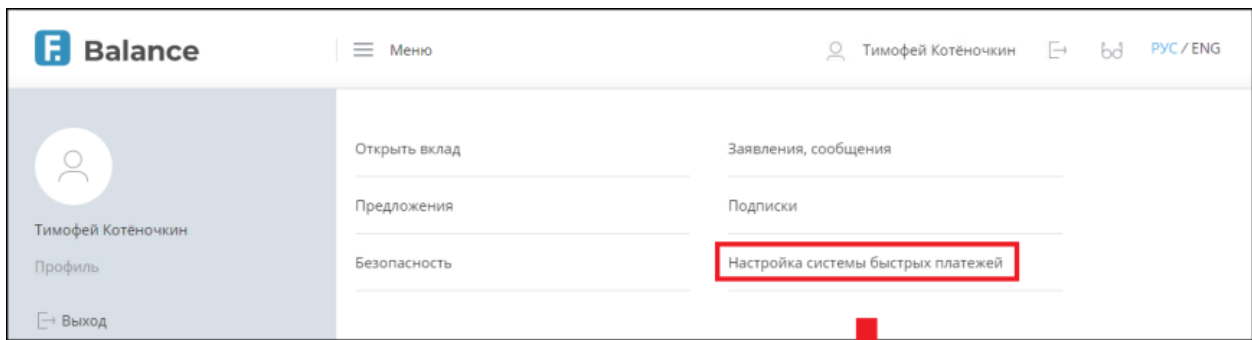 F. Balance
Меню
Тимофей Котёночкин
РУС / ENG
Тимофей Котёночкин
Профиль
Выход
Открыть вклад
Предложения
Безопасность
Заявления, сообщения
Подписки
Настройка системы быстрых платежей